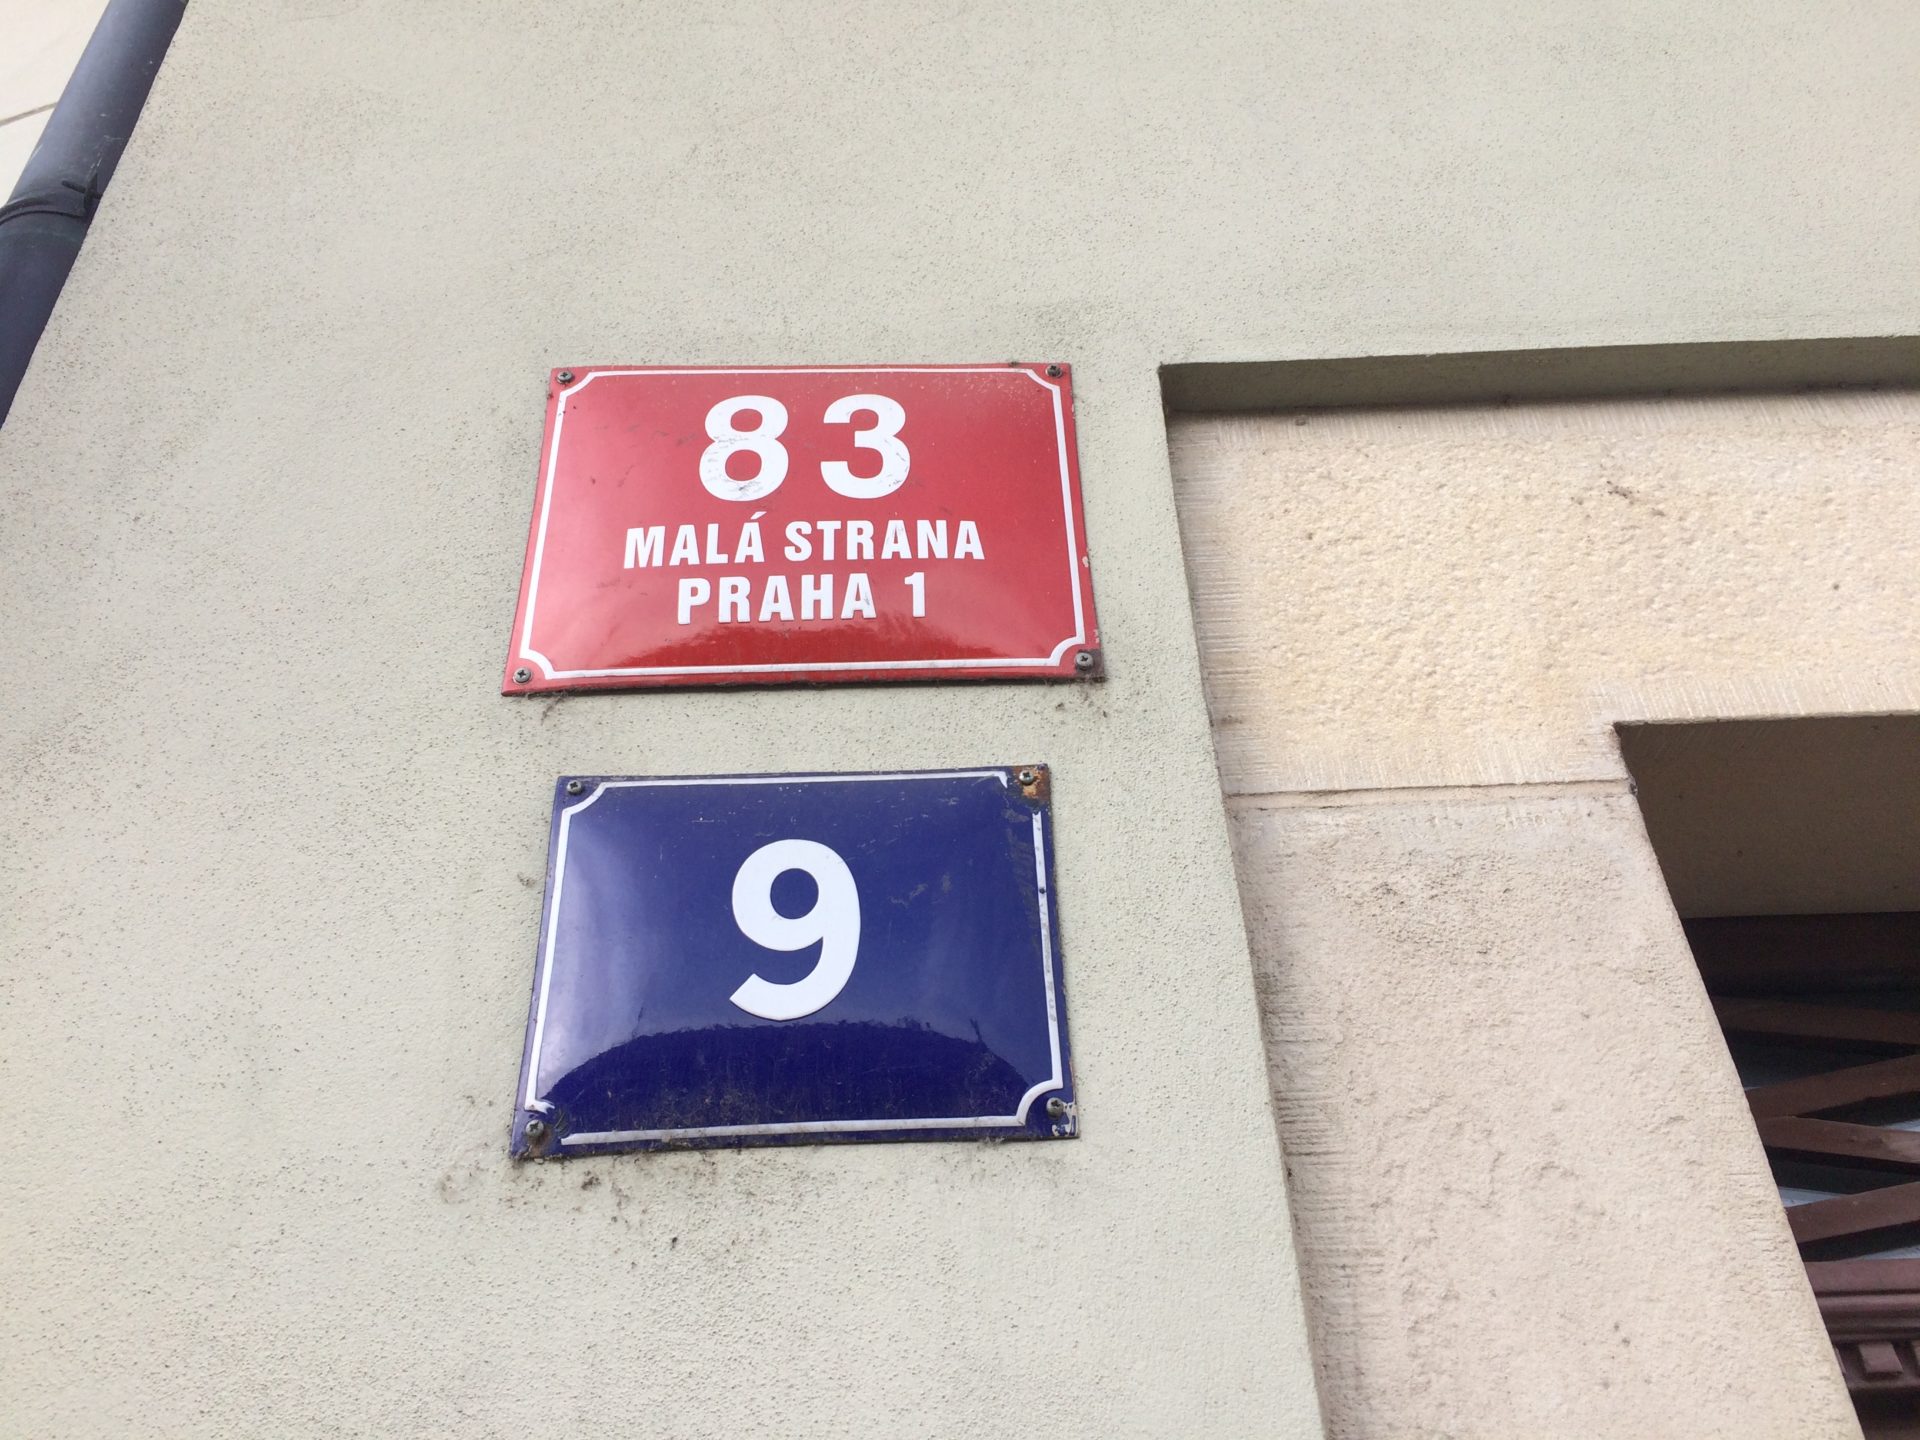 83
MALÁ STRANA
PRAHA 1
9